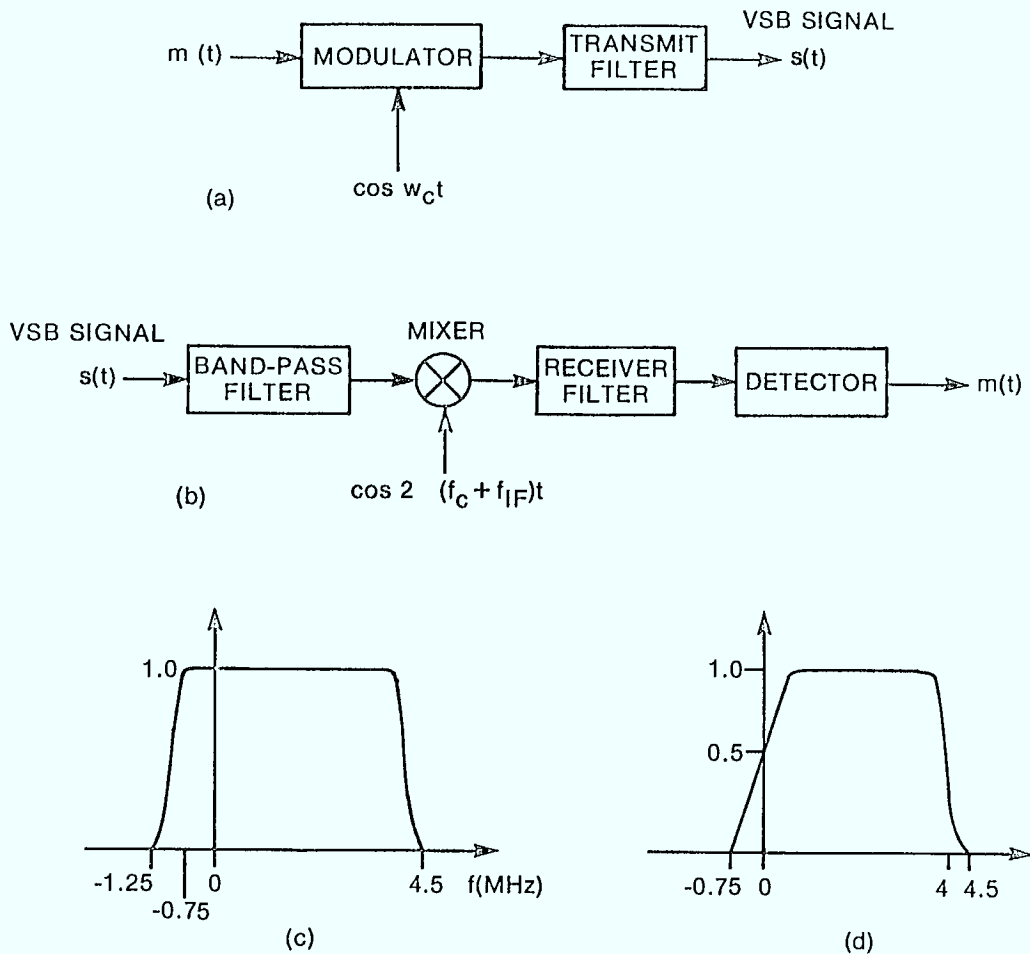 VSB SIGNAL
m (t)
MODULATOR
TRANSMIT
FILTER
s(t)
cos w_c t
(a)
VSB SIGNAL
s(t)
BAND-PASS
FILTER
MIXER
RECEIVER
FILTER
DETECTOR
m(t)
cos 2 (f_c + f_IF)t
(b)
1.0
-1.25
-0.75
0
4.5
f(MHz)
(c)
1.0
0.5
-0.75
0
4
4.5
(d)